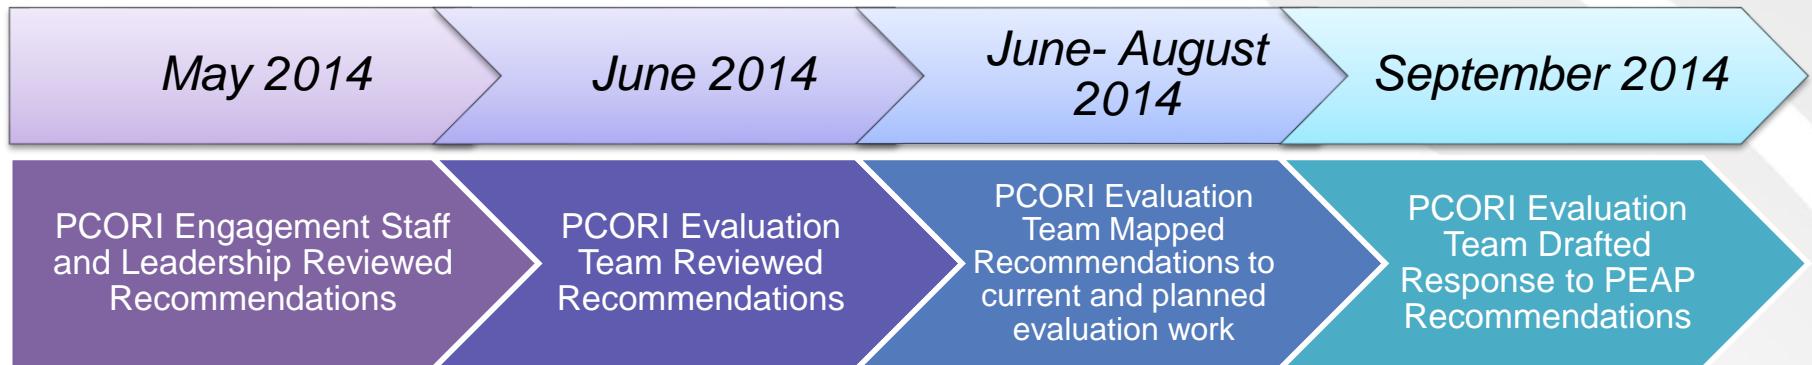 May 2014
June 2014
June- August
2014
September 2014
PCORI Engagement Staff
and Leadership Reviewed
Recommendations
PCORI Evaluation
Team Reviewed
Recommendations
PCORI Evaluation
Team Mapped
Recommendations to
current and planned
evaluation work
PCORI Evaluation
Team Drafted
Response to PEAP
Recommendations